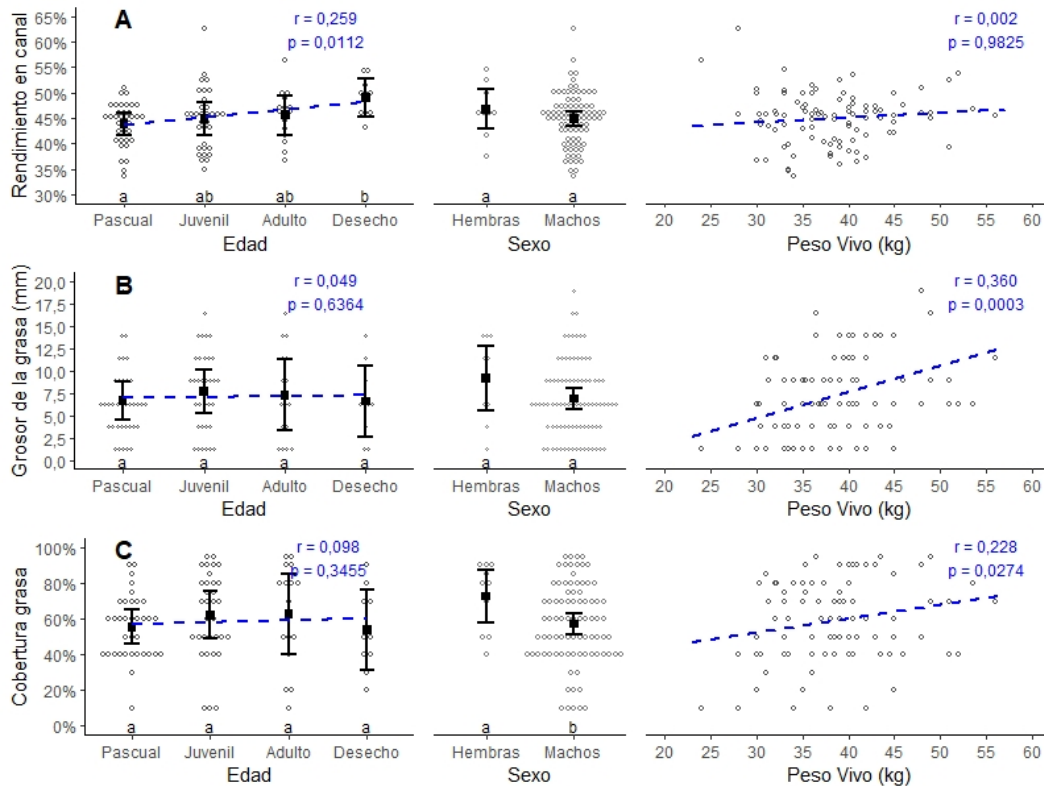 A
r = 0,259
p = 0,0112
r = 0,002
p = 0,9825
Rendimiento en canal
65%
60%
55%
50%
45%
40%
35%
30%
a ab ab b
a a
Pascual Juvenil Adulto Desecho
Hembras Machos
20 25 30 35 40 45 50 55 60
Edad
Sexo
Peso Vivo (kg)
B
r = 0,049
p = 0,6364
r = 0,360
p = 0,0003
Grosor de la grasa (mm)
20,0
17,5
15,0
12,5
10,0
7,5
5,0
2,5
0,0
a a a a
a a
Pascual Juvenil Adulto Desecho
Hembras Machos
20 25 30 35 40 45 50 55 60
Edad
Sexo
Peso Vivo (kg)
C
r = 0,098
p = 0,3455
r = 0,228
p = 0,0274
Cobertura grasa
100%
80%
60%
40%
20%
0%
a a a a
a b
Pascual Juvenil Adulto Desecho
Hembras Machos
20 25 30 35 40 45 50 55 60
Edad
Sexo
Peso Vivo (kg)